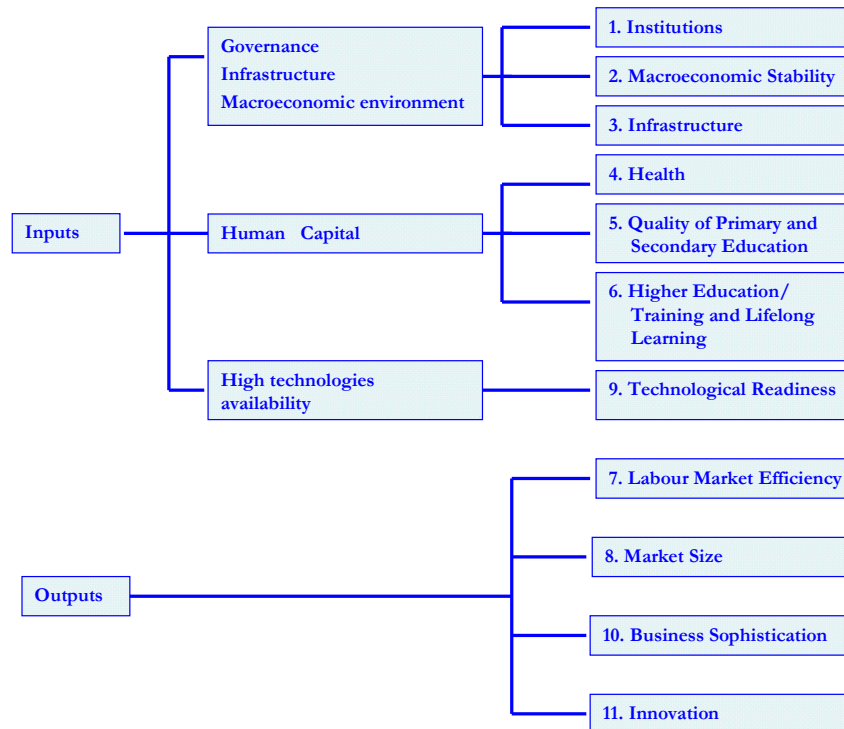 Inputs
Governance
Infrastructure
Macroeconomic environment
1. Institutions
2. Macroeconomic Stability
3. Infrastructure
Human Capital
4. Health
5. Quality of Primary and
Secondary Education
6. Higher Education/
Training and Lifelong
Learning
High technologies
availability
9. Technological Readiness
Outputs
7. Labour Market Efficiency
8. Market Size
10. Business Sophistication
11. Innovation